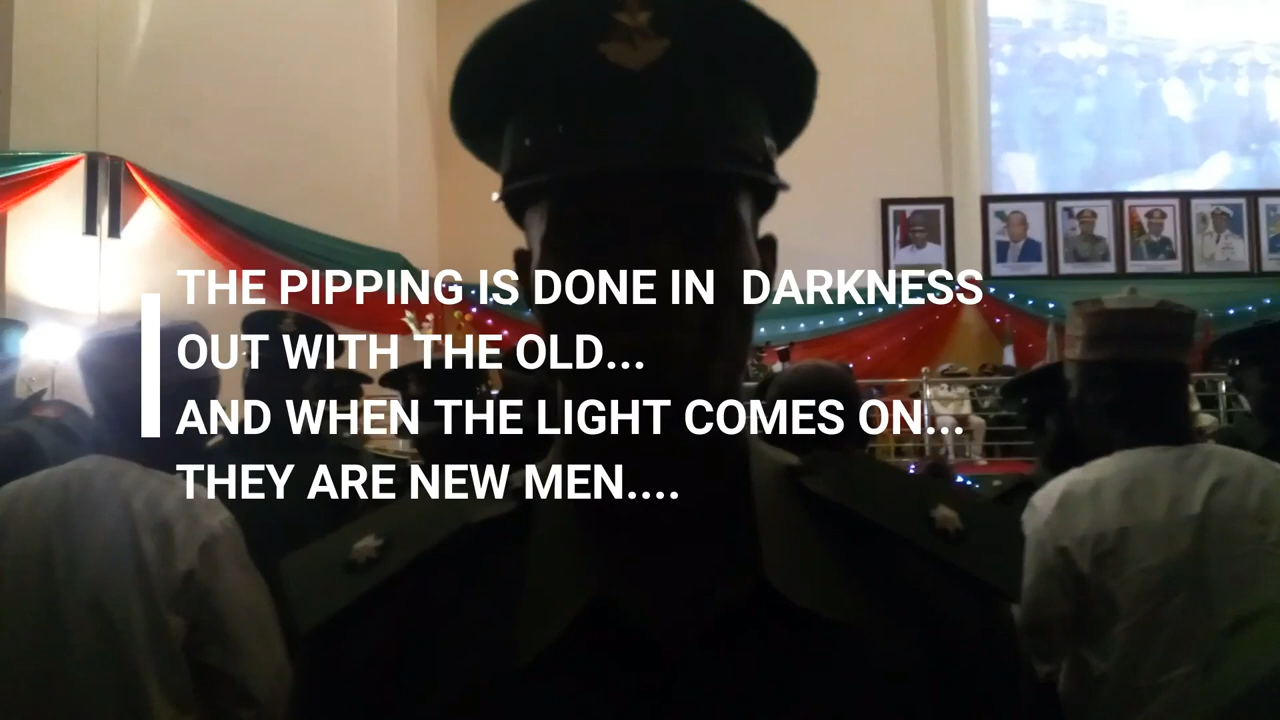 THE PIPPING IS DONE IN  DARKNESS
OUT WITH THE OLD...
AND WHEN THE LIGHT COMES ON...
THEY ARE NEW MEN....